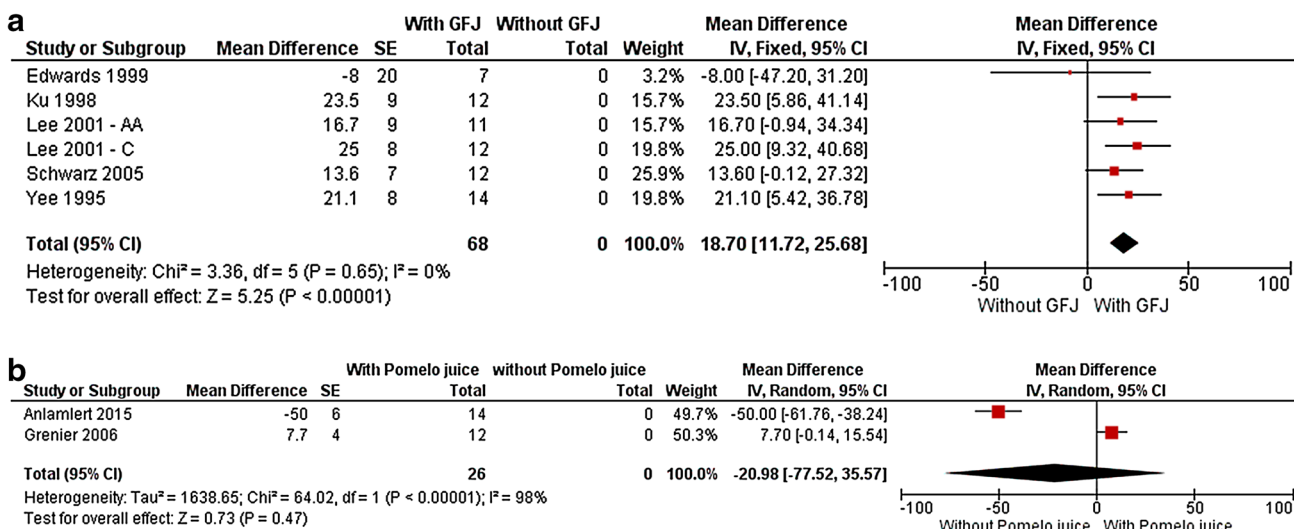 a
With GFJ Without GFJ Mean Difference Mean Difference
Study or Subgroup Mean Difference SE Total Total Weight IV, Fixed, 95% CI IV, Fixed, 95% CI
Edwards 1999 -8 20 7 0 3.2% -8.00 [-47.20, 31.20]
Ku 1998 23.5 9 12 0 15.7% 23.50 [5.86, 41.14]
Lee 2001 - AA 16.7 9 11 0 15.7% 16.70 [-0.94, 34.34]
Lee 2001 - C 25 8 12 0 19.8% 25.00 [9.32, 40.68]
Schwarz 2005 13.6 7 12 0 25.9% 13.60 [-0.12, 27.32]
Yee 1995 21.1 8 14 0 19.8% 21.10 [5.42, 36.78]
Total (95% CI) 68 0 100.0% 18.70 [11.72, 25.68]
Heterogeneity: Chi² = 3.36, df = 5 (P = 0.65); I² = 0%
Test for overall effect: Z = 5.25 (P < 0.00001)
-100 -50 0 50 100
Without GFJ With GFJ
b
With Pomelo juice without Pomelo juice Mean Difference Mean Difference
Study or Subgroup Mean Difference SE Total Total Weight IV, Random, 95% CI IV, Random, 95% CI
Anlamlert 2015 -50 6 14 0 49.7% -50.00 [-61.76, -38.24]
Grenier 2006 7.7 4 12 0 50.3% 7.70 [-0.14, 15.54]
Total (95% CI) 26 0 100.0% -20.98 [-77.52, 35.57]
Heterogeneity: Tau² = 1638.65; Chi² = 64.02, df = 1 (P < 0.00001); I² = 98%
Test for overall effect: Z = 0.73 (P = 0.47)
-100 -50 0 50 100
Without Pomelo juice With Pomelo juice